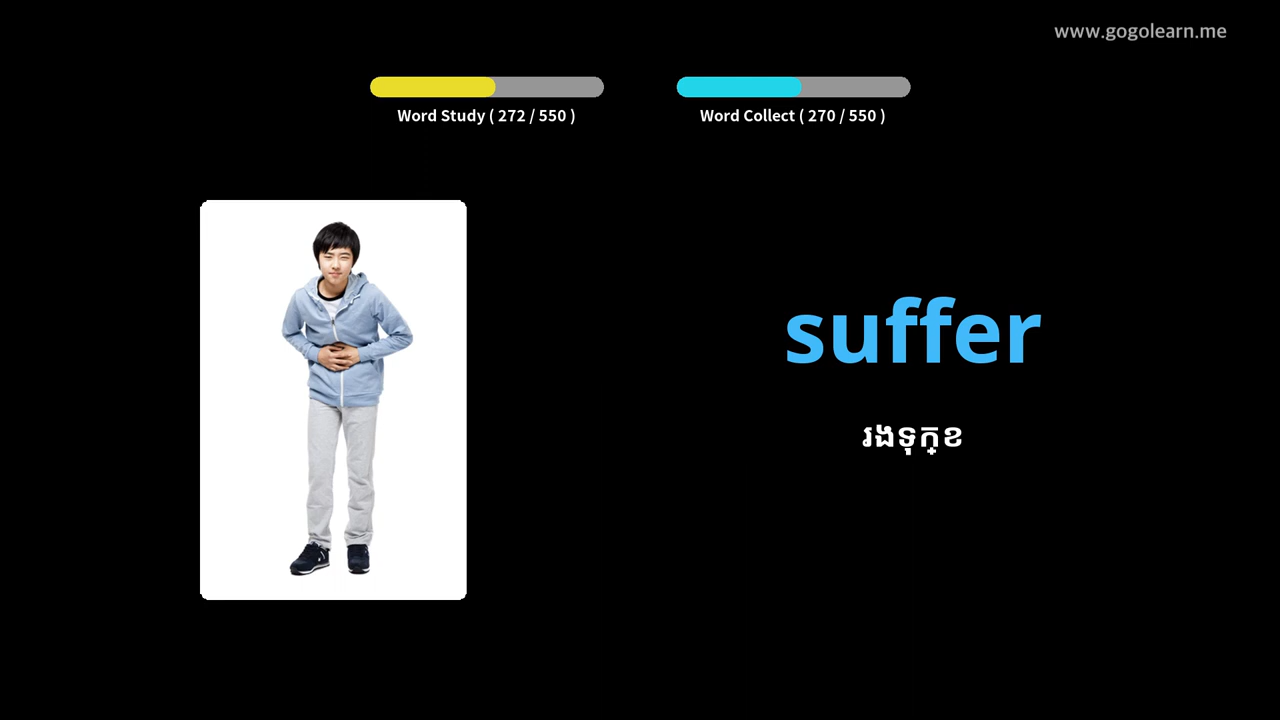 www.gogolearn.me
Word Study ( 272 / 550 )
Word Collect ( 270 / 550 )
suffer
រងទុក្ខ